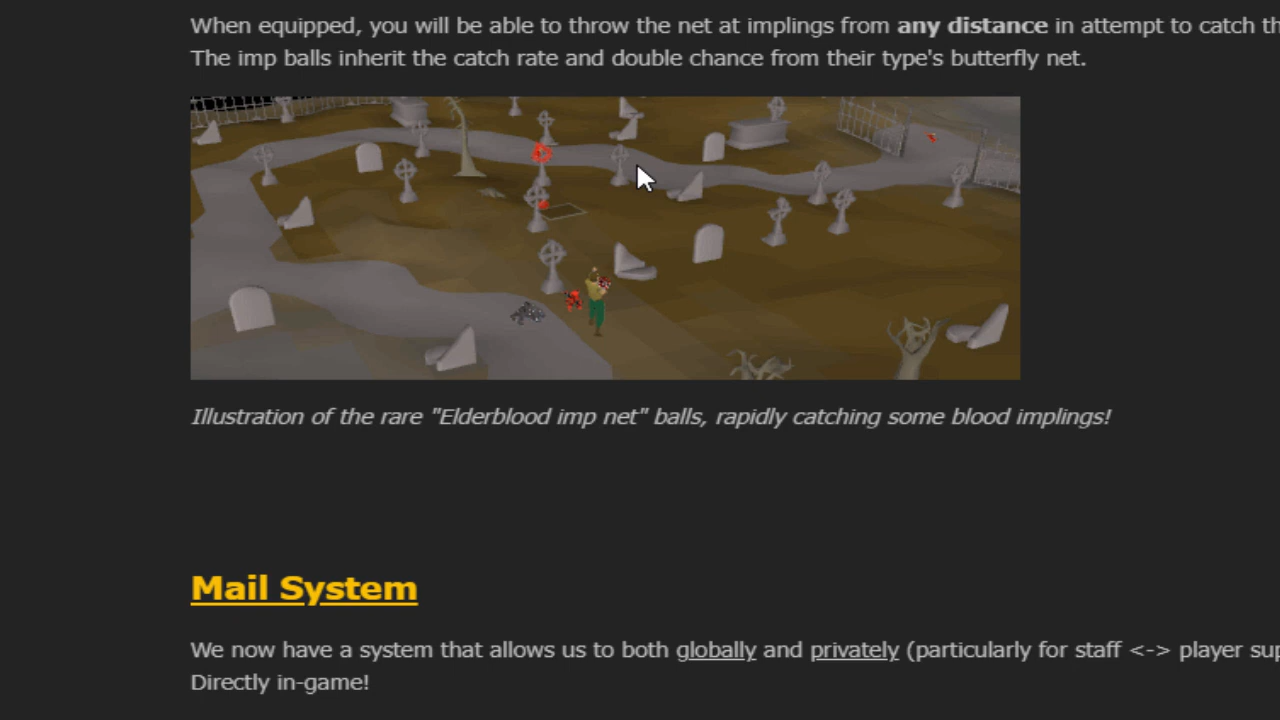 When equipped, you will be able to throw the net at implings from any distance in attempt to catch th
The imp balls inherit the catch rate and double chance from their type's butterfly net.
Illustration of the rare "Elderblood imp net" balls, rapidly catching some blood implings!
Mail System
We now have a system that allows us to both globally and privately (particularly for staff <-> player sup
Directly in-game!